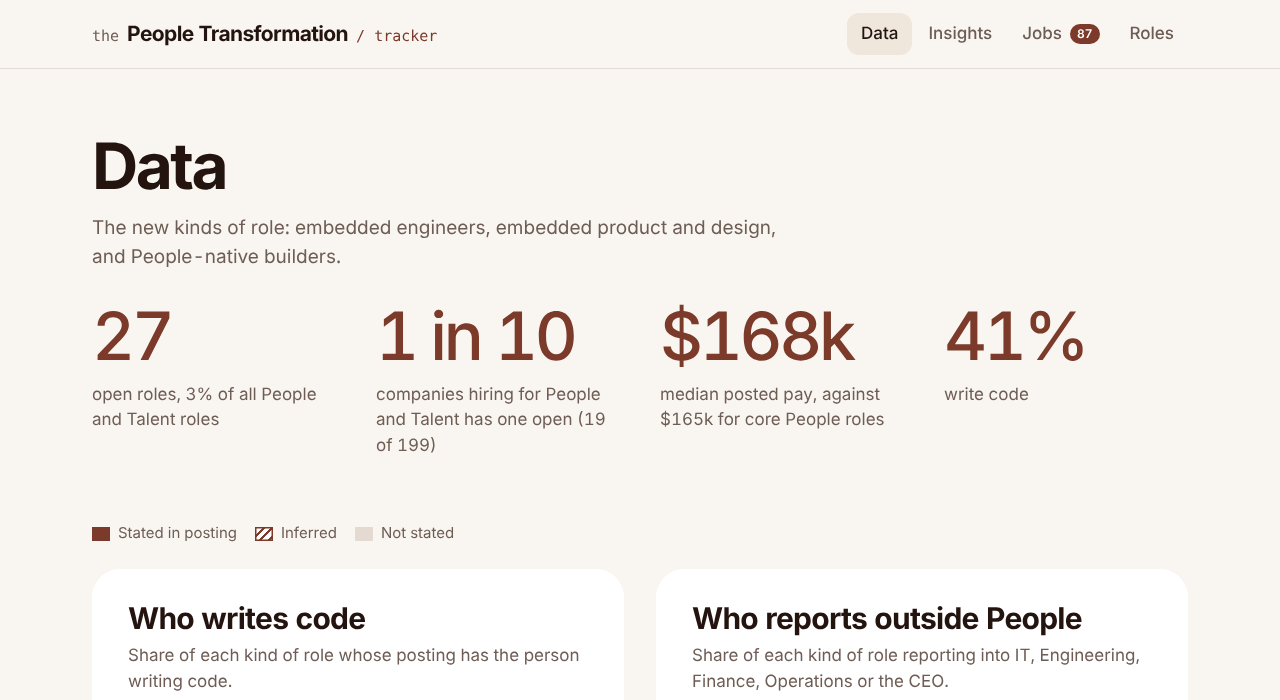 the People Transformation / tracker
Data
Insights
Jobs 87
Roles
Data
The new kinds of role: embedded engineers, embedded product and design,
and People-native builders.
27
open roles, 3% of all People
and Talent roles
1 in 10
companies hiring for People
and Talent has one open (19
of 199)
$168k
median posted pay, against
$165k for core People roles
41%
write code
Stated in posting
Inferred
Not stated
Who writes code
Share of each kind of role whose posting has the person
writing code.
Who reports outside People
Share of each kind of role reporting into IT, Engineering,
Finance, Operations or the CEO.